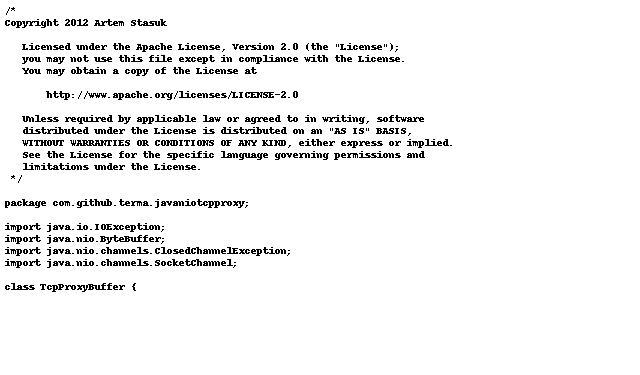 /*
Copyright 2012 Artem Stasuk

   Licensed under the Apache License, Version 2.0 (the "License");
   you may not use this file except in compliance with the License.
   You may obtain a copy of the License at

       http://www.apache.org/licenses/LICENSE-2.0

   Unless required by applicable law or agreed to in writing, software
   distributed under the License is distributed on an "AS IS" BASIS,
   WITHOUT WARRANTIES OR CONDITIONS OF ANY KIND, either express or implied.
   See the License for the specific language governing permissions and
   limitations under the License.
 */

package com.github.terma.javaniotcpproxy;

import java.io.IOException;
import java.nio.ByteBuffer;
import java.nio.channels.ClosedChannelException;
import java.nio.channels.SocketChannel;

class TcpProxyBuffer {